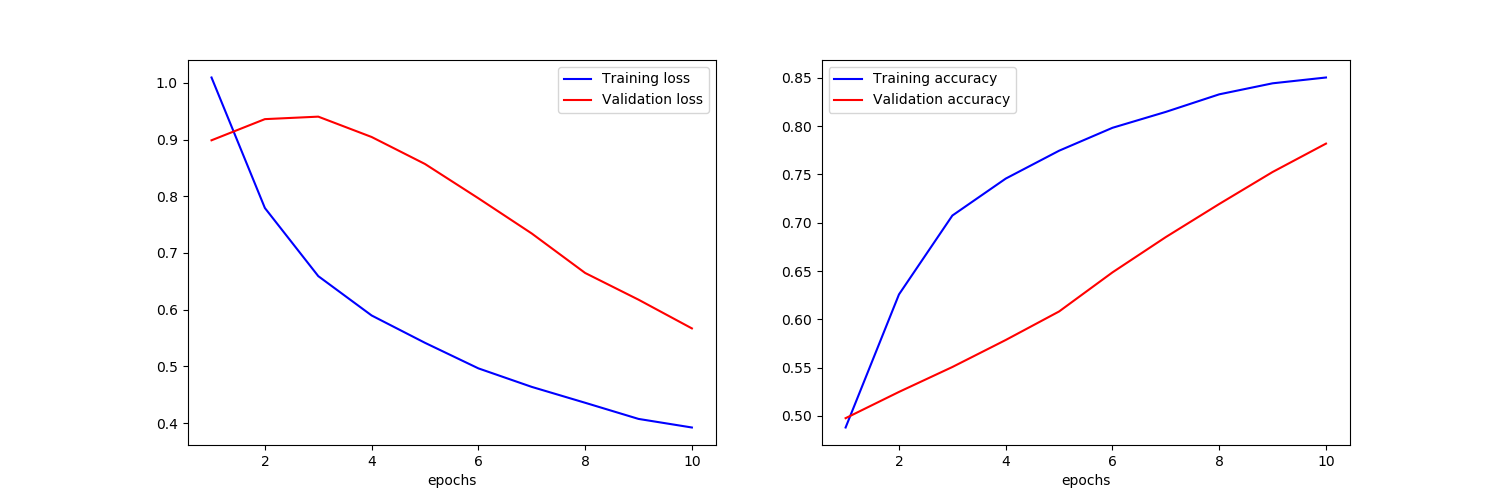 1.0
0.9
0.8
0.7
0.6
0.5
0.4
2 4 6 8 10
epochs
Training loss
Validation loss
0.85
0.80
0.75
0.70
0.65
0.60
0.55
0.50
2 4 6 8 10
epochs
Training accuracy
Validation accuracy